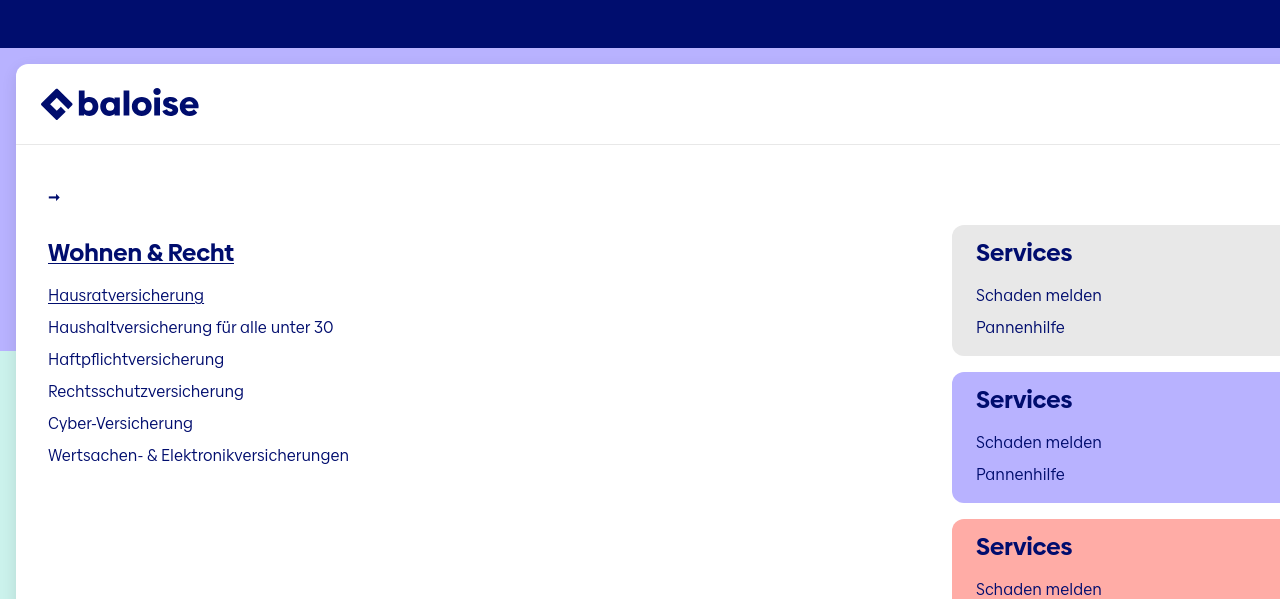 baloise
→
Wohnen & Recht
Hausratversicherung
Haushaltversicherung für alle unter 30
Haftpflichtversicherung
Rechtsschutzversicherung
Cyber-Versicherung
Wertsachen- & Elektronikversicherungen
Services
Schaden melden
Pannenhilfe
Services
Schaden melden
Pannenhilfe
Services
Schaden melden